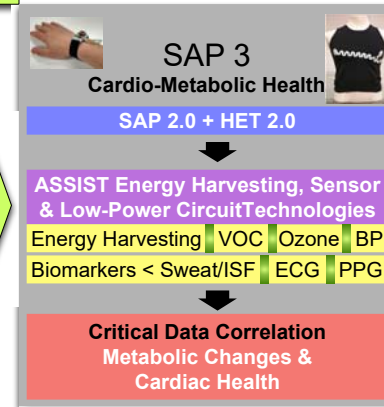 SAP 3
Cardio-Metabolic Health
SAP 2.0 + HET 2.0
ASSIST Energy Harvesting, Sensor
& Low-Power CircuitTechnologies
Energy Harvesting VOC Ozone BP
Biomarkers < Sweat/ISF ECG PPG
Critical Data Correlation
Metabolic Changes &
Cardiac Health